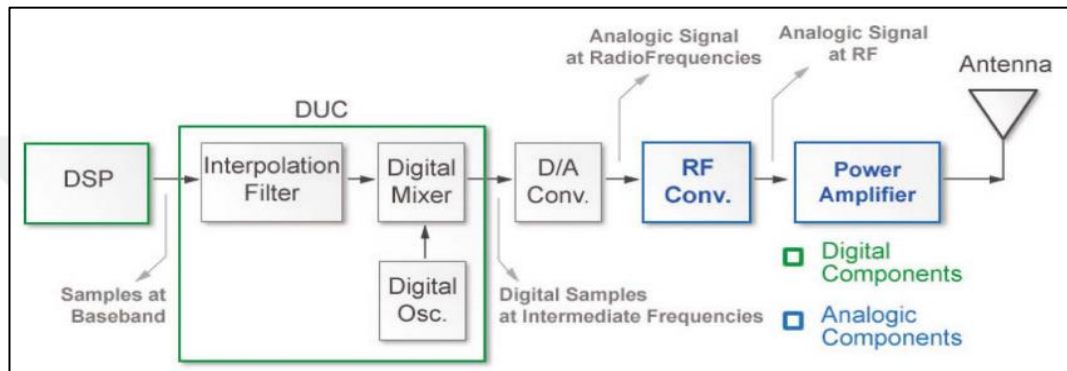 Analogic Signal
at RadioFrequencies
Analogic Signal
at RF
Antenna
DUC
DSP
Interpolation
Filter
Digital
Mixer
D/A
Conv.
RF
Conv.
Power
Amplifier
Digital
Osc.
Samples at
Baseband
Digital Samples
at Intermediate Frequencies
Digital
Components
Analogic
Components